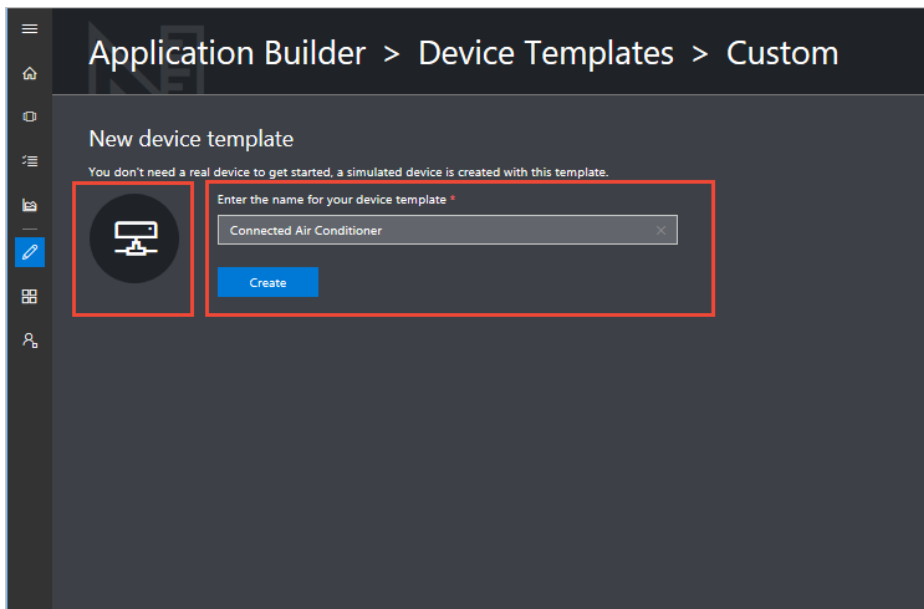 Application Builder > Device Templates > Custom
New device template
You don't need a real device to get started, a simulated device is created with this template.
Enter the name for your device template *
Connected Air Conditioner
Create